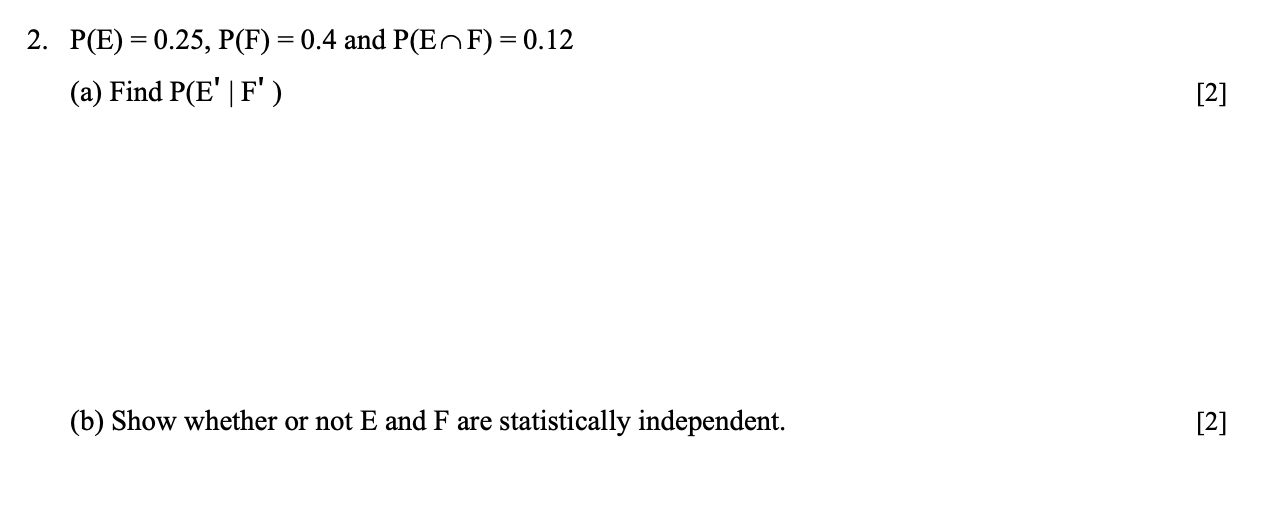 2. P(E) = 0.25, P(F) = 0.4 and P(E∩F) = 0.12
(a) Find P(E' | F' ) [2]
(b) Show whether or not E and F are statistically independent. [2]